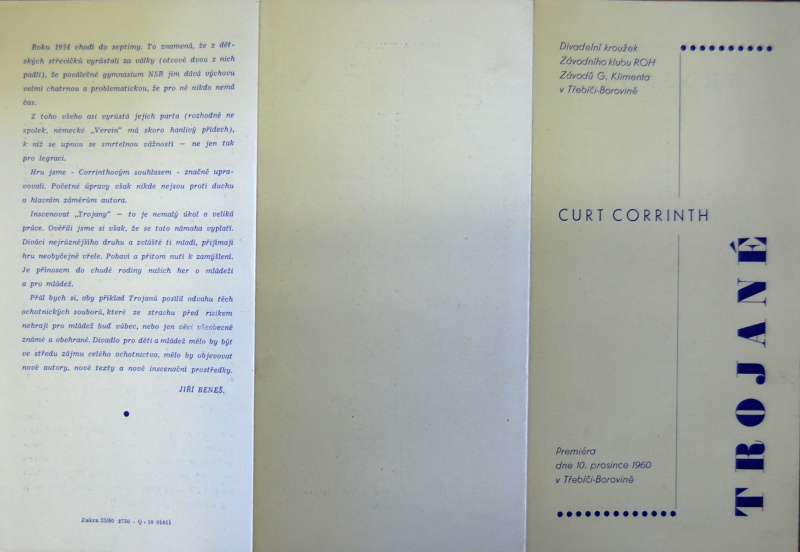 Roku 1954 chodí do septimy. To znamená, že z dět-
ských střevíčků vyrůstali za války (otcové dvou z nich
padli), že poválečné gymnasium NSR jim dává výchovu
velmi chatrnou a problematickou, že pro ně nikdo nemá
čas.
Z toho všeho asi vyrůstá jejich parta (rozhodně ne
spolek, německé „Verein" má skoro hanlivý přídech),
k níž se upnou se smrtelnou vážností — ne jen tak
pro legraci.
Hru jsme - Corrinthovým souhlasem - značně upra-
vovali. Početné úpravy však nikde nejsou proti duchu
a hlavním záměrům autora.
Inscenovat „Trojany" — to je nemalý úkol a veliká
práce. Ověřili jsme si však, že se tato námaha vyplatí.
Diváci nejrůznějšího druhu a zvláště ti mladí, přijímají
hru neobyčejně vřele. Pobaví a přitom nutí k zamyšlení.
Je přínosem do chudé rodiny našich her o mládeži
a pro mládež.
Přál bych si, aby příklad Trojanů posílil odvahu těch
ochotnických souborů, které ze strachu před rizikem
nehrají pro mládež buď vůbec, nebo jen věci všeobecně
známé a obehrané. Divadlo pro děti a mládež mělo by být
ve středu zájmu celého ochotnictva, mělo by objevovat
nové autory, nové texty a nové inscenační prostředky.
JIŘÍ BENEŠ.
Jiskra 55/60 2750 - Q - 10 01611
Divadelní kroužek
Závodního klubu ROH
Závodů G. Klimenta
v Třebíči-Borovině
CURT CORRINTH
TROJANÉ
Premiéra
dne 10. prosince 1960
v Třebíči-Borovině